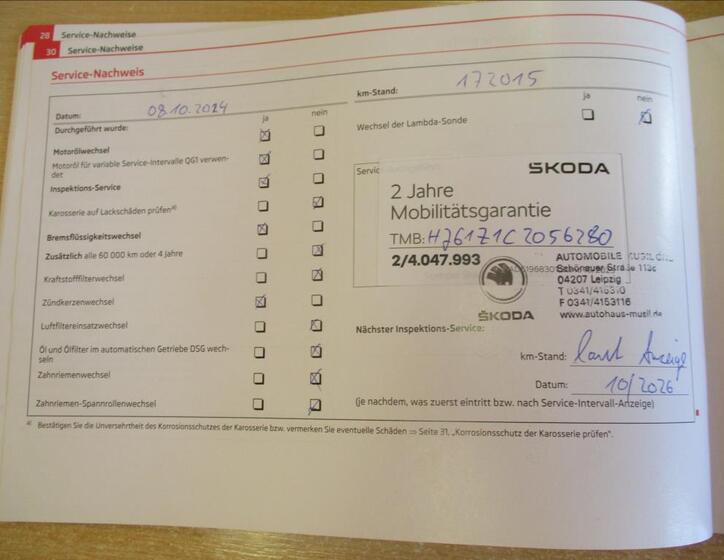 28 Service-Nachweise
30 Service-Nachweise
Service-Nachweis
Datum: 08.10.2024
ja nein
Durchgeführt wurde:
Motorölwechsel
Motoröl für variable Service-Intervalle QG1 verwen-
det
Inspektions-Service
Karosserie auf Lackschäden prüfen a)
Bremsflüssigkeitswechsel
Zusätzlich alle 60 000 km oder 4 Jahre
Kraftstofffilterwechsel
Zündkerzenwechsel
Luftfiltereinsatzwechsel
Öl und Ölfilter im automatischen Getriebe DSG wech-
seln
Zahnriemenwechsel
Zahnriemen-Spannrollenwechsel
km-Stand: 172015
ja nein
Wechsel der Lambda-Sonde
Servic
ŠKODA
2 Jahre
Mobilitätsgarantie
TMB: HJ61Z1C2056280
2/4.047.993
ŠKODA
AUTOMOBILE
Schönauer Straße 113c
04207 Leipzig
T 0341/415
F 0341/4153116
www.autohaus-musil.de
Nächster Inspektions-Service:
km-Stand: laut Anzeige
Datum: 10/2026
(je nachdem, was zuerst eintritt bzw. nach Service-Intervall-Anzeige)
a) Bestätigen Sie die Unversehrtheit des Korrosionsschutzes der Karosserie bzw. vermerken Sie eventuelle Schäden ⇒ Seite 31, „Korrosionsschutz der Karosserie prüfen".